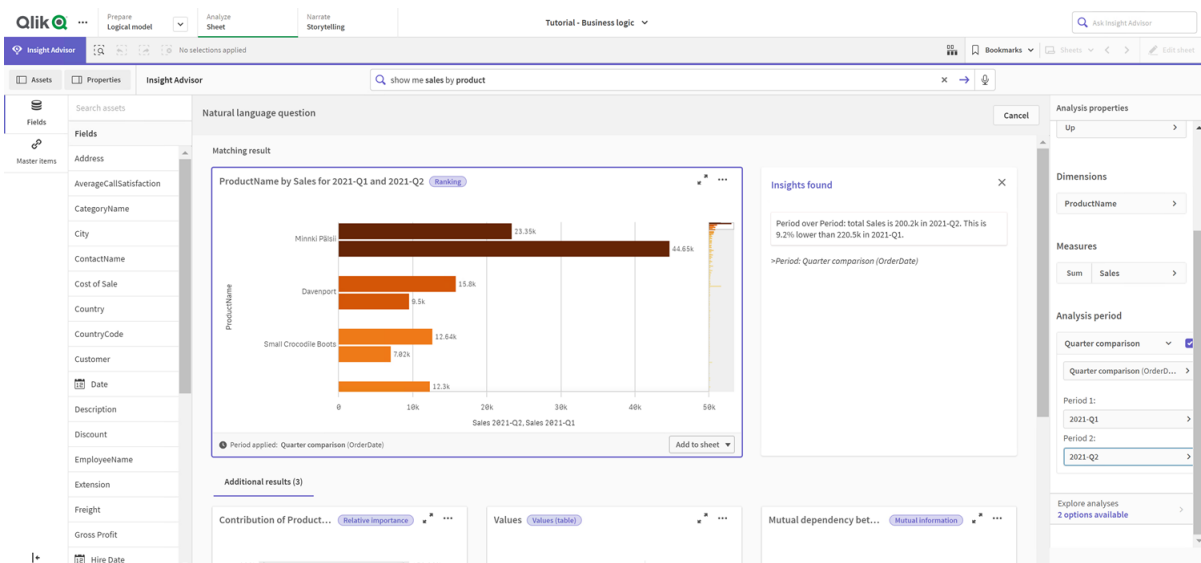 Qlik
Prepare
Logical model
Analyze
Sheet
Narrate
Storytelling
Tutorial - Business logic
Ask Insight Advisor
Insight Advisor
No selections applied
Bookmarks
Sheets
Edit sheet
Assets
Properties
Insight Advisor
show me sales by product
Fields
Master items
Search assets
Fields
Address
AverageCallSatisfaction
CategoryName
City
ContactName
Cost of Sale
Country
CountryCode
Customer
Date
Description
Discount
EmployeeName
Extension
Freight
Gross Profit
Hire Date
Natural language question
Cancel
Matching result
ProductName by Sales for 2021-Q1 and 2021-Q2 Ranking
ProductName
Minnki Pälsii
23.35k
44.65k
Davenport
15.8k
9.5k
Small Crocodile Boots
12.64k
7.02k
12.3k
0 10k 20k 30k 40k 50k
Sales 2021-Q2, Sales 2021-Q1
Period applied: Quarter comparison (OrderDate)
Add to sheet
Insights found
Period over Period: total Sales is 200.2k in 2021-Q2. This is
9.2% lower than 220.5k in 2021-Q1.
>Period: Quarter comparison (OrderDate)
Additional results (3)
Contribution of Product... Relative importance
Values Values (table)
Mutual dependency bet... Mutual information
Analysis properties
Up
Dimensions
ProductName
Measures
Sum Sales
Analysis period
Quarter comparison
Quarter comparison (OrderD...
Period 1:
2021-Q1
Period 2:
2021-Q2
Explore analyses
2 options available